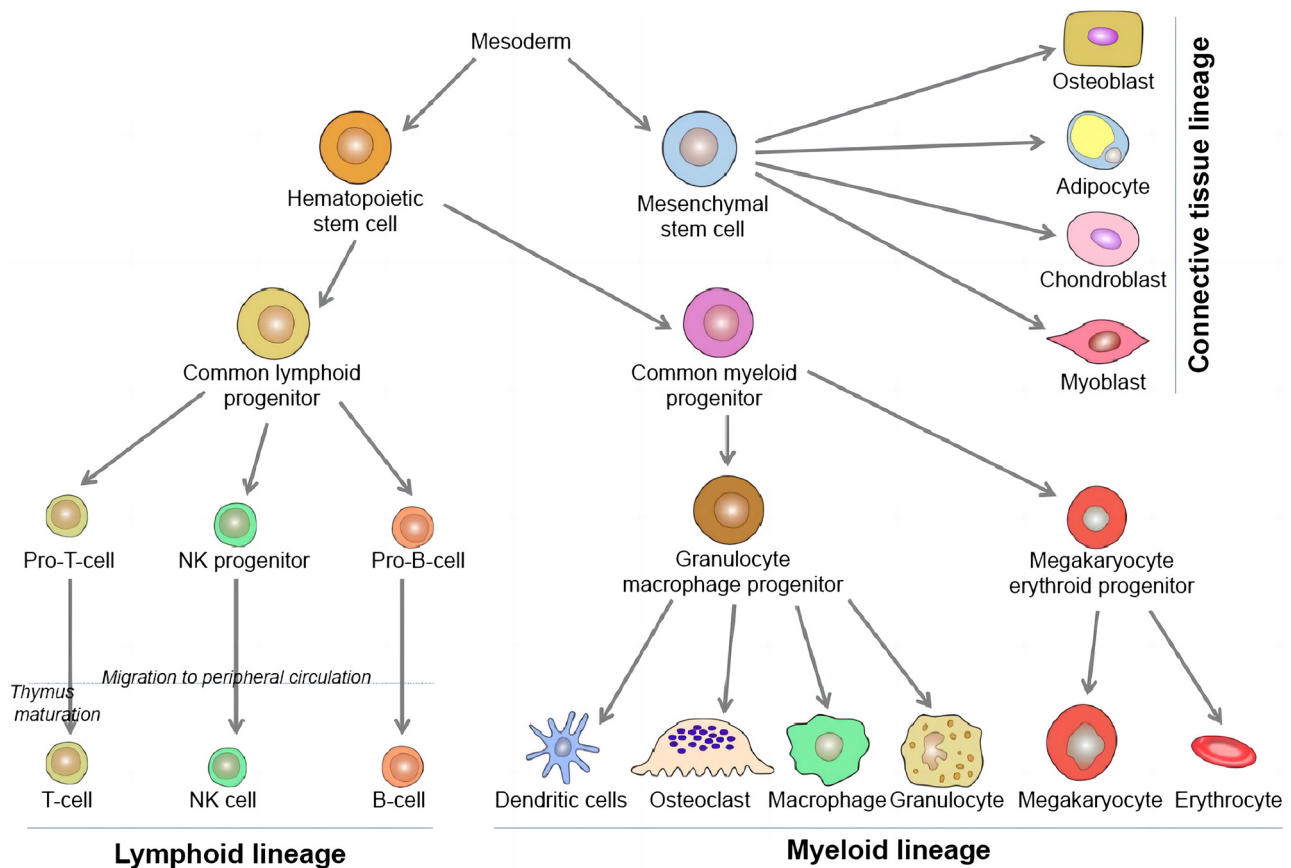 Mesoderm
Osteoblast
Adipocyte
Chondroblast
Myoblast
Connective tissue lineage
Hematopoietic
stem cell
Mesenchymal
stem cell
Common lymphoid
progenitor
Common myeloid
progenitor
Pro-T-cell
NK progenitor
Pro-B-cell
Granulocyte
macrophage progenitor
Megakaryocyte
erythroid progenitor
Migration to peripheral circulation
Thymus
maturation
T-cell
NK cell
B-cell
Dendritic cells
Osteoclast
Macrophage
Granulocyte
Megakaryocyte
Erythrocyte
Lymphoid lineage
Myeloid lineage